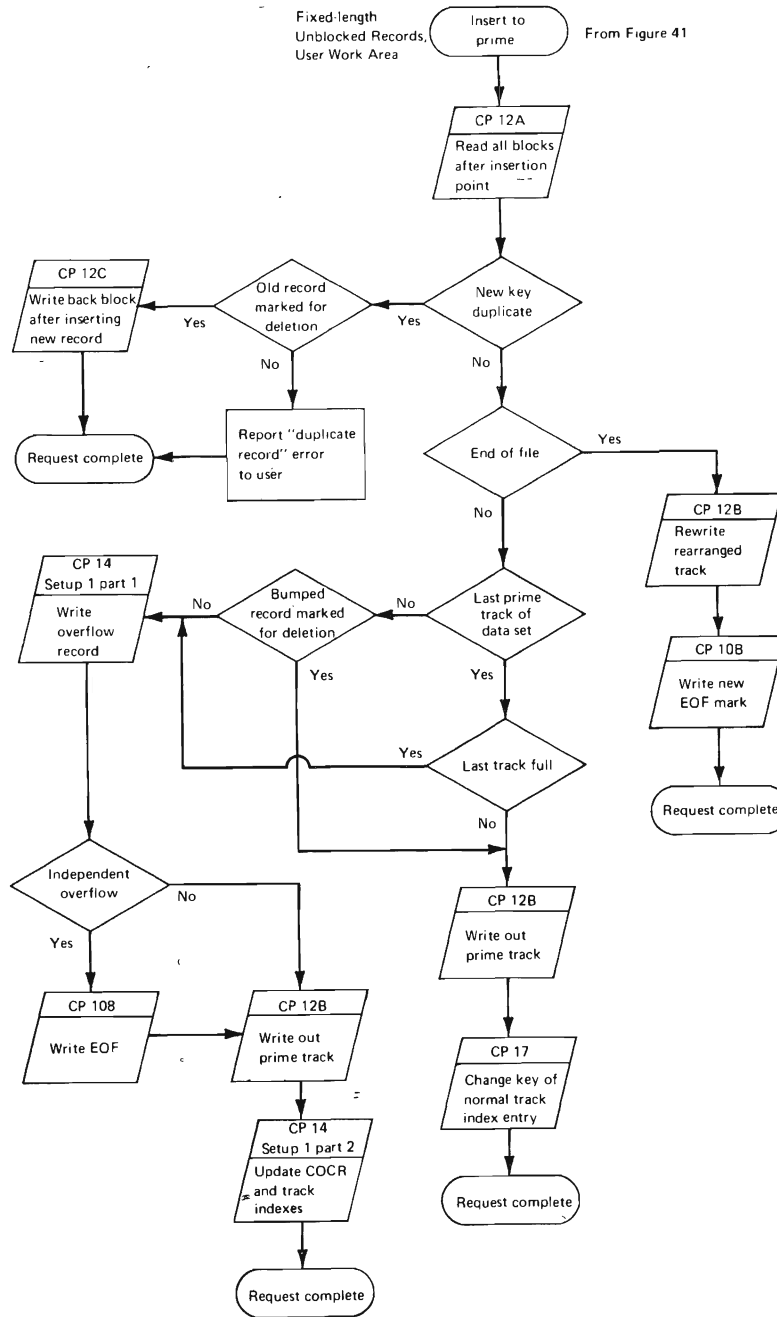 Fixed-length
Unblocked Records,
User Work Area
Insert to
prime
From Figure 41
CP 12A
Read all blocks
after insertion
point
CP 12C
Write back block
after inserting
new record
Yes
Old record
marked for
deletion
Yes
New key
duplicate
No
No
Request complete
Report "duplicate
record" error
to user
End of file
Yes
No
CP 12B
Rewrite
rearranged
track
CP 14
Setup 1 part 1
Write
overflow
record
No
Bumped
record marked
for deletion
No
Last prime
track of
data set
Yes
Yes
CP 10B
Write new
EOF mark
Yes
Last track full
No
Request complete
Independent
overflow
No
Yes
CP 12B
Write out
prime track
CP 108
Write EOF
CP 12B
Write out
prime track
CP 17
Change key of
normal track
index entry
CP 14
Setup 1 part 2
Update COCR
and track
indexes
Request complete
Request complete